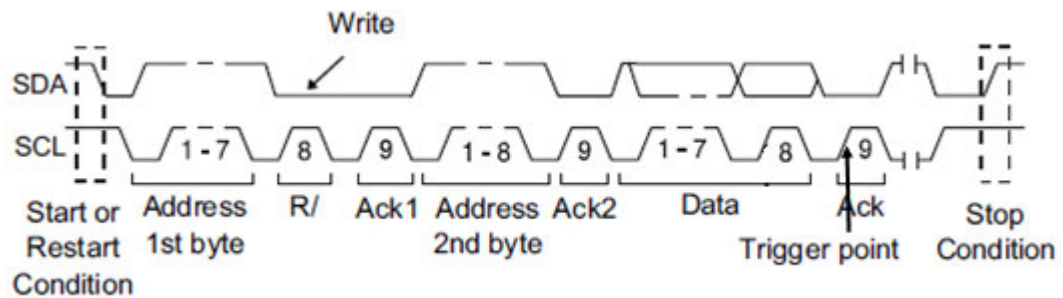 Write
SDA
SCL
1 - 7
8
9
1 - 8
9
1 - 7
8
9
Start or
Restart
Condition
Address
1st byte
R/
Ack1
Address
2nd byte
Ack2
Data
Ack
Trigger point
Stop
Condition